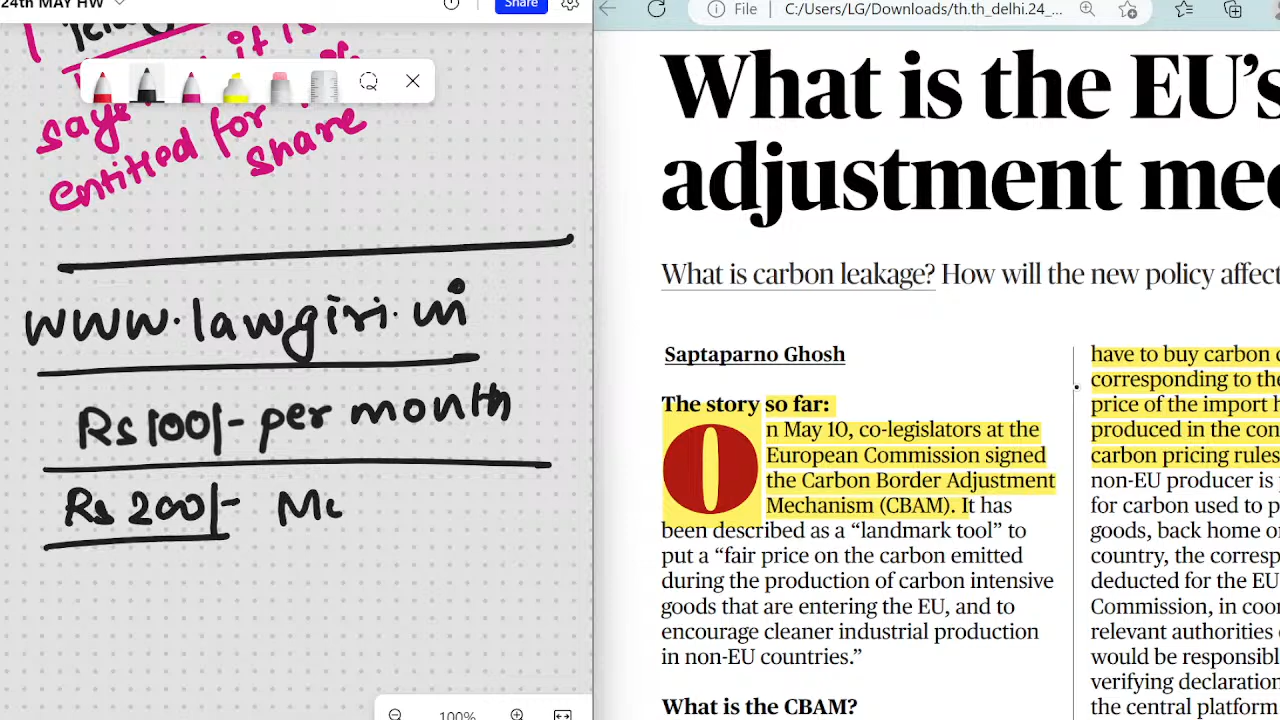 24th MAY HW
Share
it is
says
entitled for
share
www.lawgiri.in
Rs 100/- per month
Rs 200/- Mo
100%
File
C:/Users/LG/Downloads/th.th_delhi.24_...
What is the EU's
adjustment mec
What is carbon leakage? How will the new policy affect
Saptaparno Ghosh
The story so far:
On May 10, co-legislators at the
European Commission signed
the Carbon Border Adjustment
Mechanism (CBAM). It has
been described as a “landmark tool” to
put a “fair price on the carbon emitted
during the production of carbon intensive
goods that are entering the EU, and to
encourage cleaner industrial production
in non-EU countries.”
What is the CBAM?
have to buy carbon c
corresponding to the
price of the import h
produced in the con
carbon pricing rules
non-EU producer is
for carbon used to p
goods, back home o
country, the corresp
deducted for the EU
Commission, in coor
relevant authorities
would be responsibl
verifying declaration
the central platform